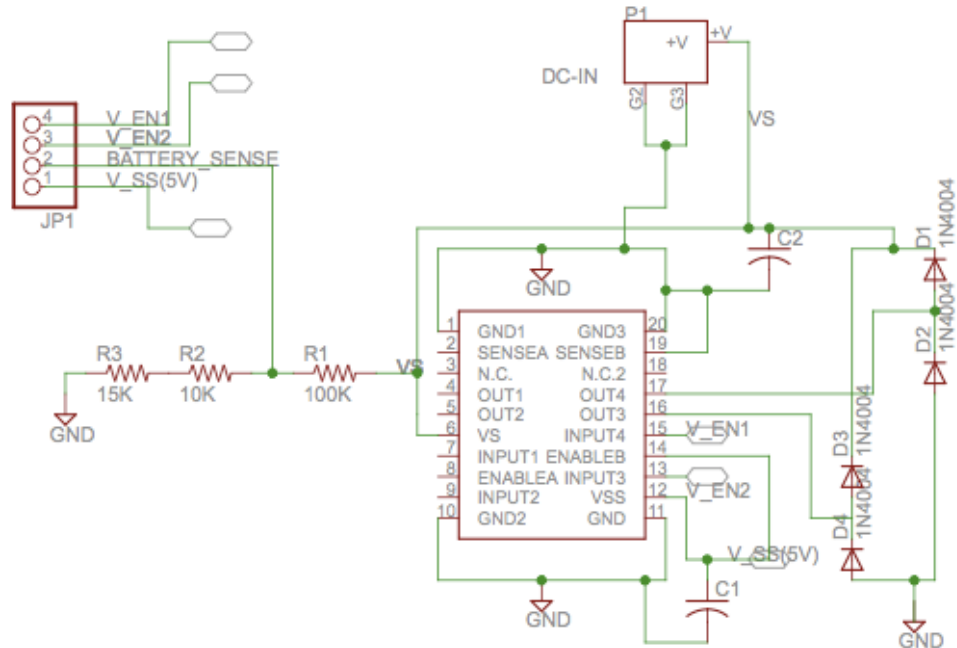 P1
+V
+V
DC-IN
G2
G3
VS
4
V_EN1
3
V_EN2
2
BATTERY_SENSE
1
V_SS(5V)
JP1
C2
GND
D1
1N4004
D2
1N4004
R3
15K
R2
10K
R1
100K
VS
GND
1 GND1 GND3 20
2 SENSEA SENSEB 19
3 N.C. N.C.2 18
4 OUT1 OUT4 17
5 OUT2 OUT3 16
6 VS INPUT4 15 V_EN1
7 INPUT1 ENABLEB 14
8 ENABLEA INPUT3 13
9 INPUT2 VSS 12 V_EN2
10 GND2 GND 11
D3
1N4004
D4
1N4004
V_SS(5V)
C1
GND
GND